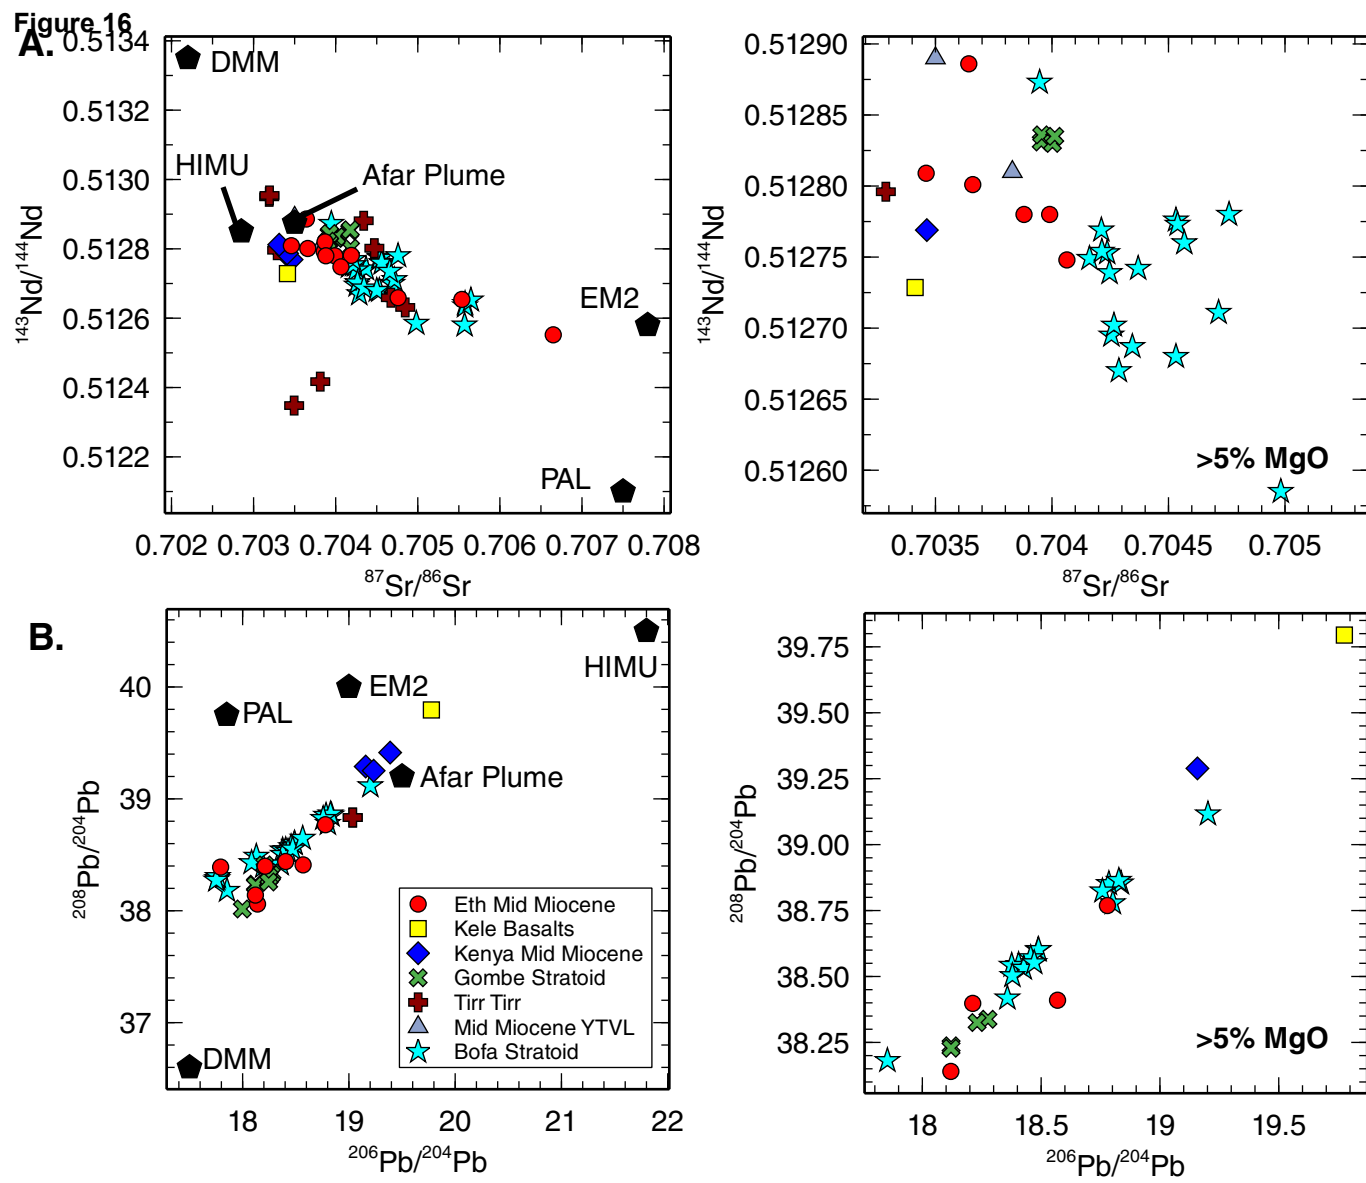 Figure 16
A.
0.5134
0.5132
0.5130
0.5128
0.5126
0.5124
0.5122
143Nd/144Nd
DMM
HIMU
Afar Plume
EM2
PAL
0.702 0.703 0.704 0.705 0.706 0.707 0.708
87Sr/86Sr
0.51290
0.51285
0.51280
0.51275
0.51270
0.51265
0.51260
143Nd/144Nd
>5% MgO
0.7035 0.704 0.7045 0.705
87Sr/86Sr
B.
40
39
38
37
208Pb/204Pb
HIMU
EM2
PAL
Afar Plume
DMM
Eth Mid Miocene
Kele Basalts
Kenya Mid Miocene
Gombe Stratoid
Tirr Tirr
Mid Miocene YTVL
Bofa Stratoid
18 19 20 21 22
206Pb/204Pb
39.75
39.50
39.25
39.00
38.75
38.50
38.25
208Pb/204Pb
>5% MgO
18 18.5 19 19.5
206Pb/204Pb